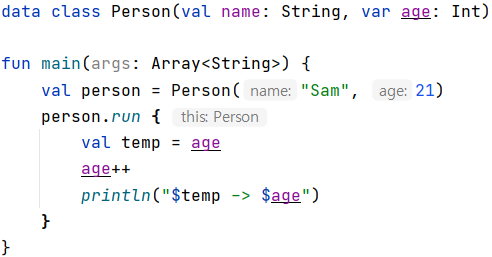 data class Person(val name: String, var age: Int)
fun main(args: Array<String>) {
    val person = Person( name: "Sam", age: 21)
    person.run { this: Person
        val temp = age
        age++
        println("$temp -> $age")
    }
}